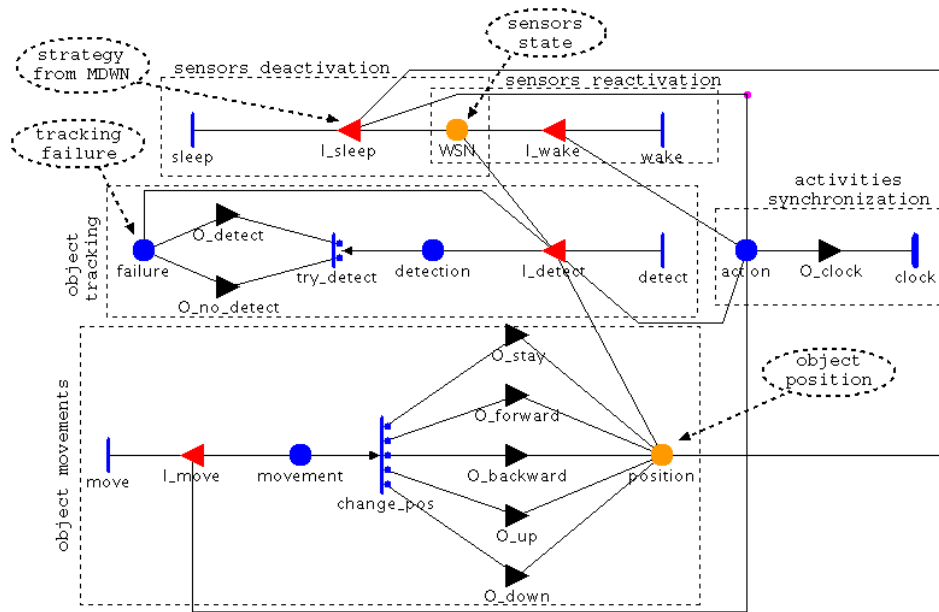 sensors
state
strategy
from MDWN
sensors deactivation
sensors reactivation
sleep
I_sleep
WSN
I_wake
wake
tracking
failure
activities
synchronization
object
tracking
O_detect
failure
try_detect
detection
I_detect
detect
action
O_clock
clock
O_no_detect
object movements
O_stay
object
position
O_forward
move
I_move
movement
change_pos
O_backward
position
O_up
O_down